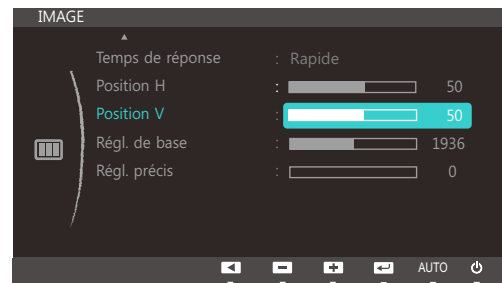 IMAGE
Temps de réponse : Rapide
Position H : 50
Position V : 50
Régl. de base : 1936
Régl. précis : 0
AUTO